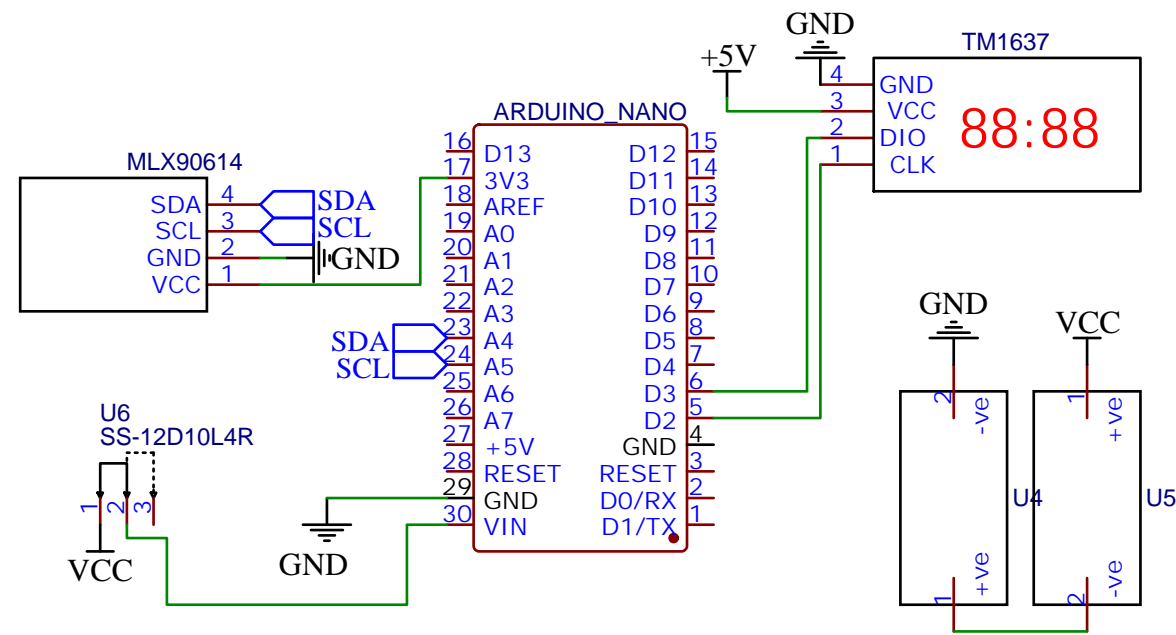 MLX90614
SDA 4
SCL 3
GND 2
VCC 1
SDA
SCL
GND
U6
SS-12D10L4R
1 2 3
VCC
GND
SDA
SCL
ARDUINO_NANO
16 D13
17 3V3
18 AREF
19 A0
20 A1
21 A2
22 A3
23 A4
24 A5
25 A6
26 A7
27 +5V
28 RESET
29 GND
30 VIN
D12 15
D11 14
D10 13
D9 12
D8 11
D7 10
D6 9
D5 8
D4 7
D3 6
D2 5
GND 4
RESET 3
D0/RX 2
D1/TX 1
+5V
GND
TM1637
4 GND
3 VCC
2 DIO
1 CLK
88:88
GND
2 -ve
U4
1 +ve
VCC
1 +ve
U5
2 -ve